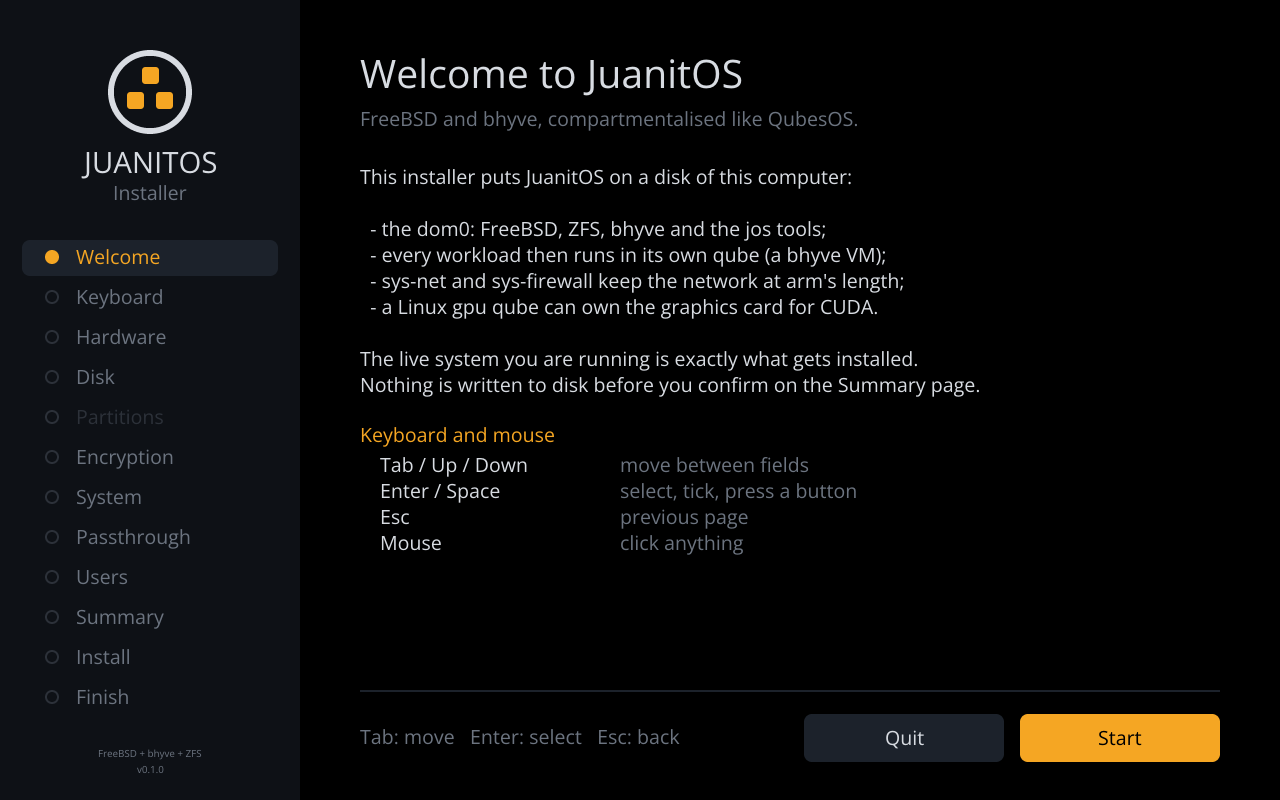 JUANITOS
Installer
Welcome
Keyboard
Hardware
Disk
Partitions
Encryption
System
Passthrough
Users
Summary
Install
Finish
FreeBSD + bhyve + ZFS
v0.1.0
Welcome to JuanitOS
FreeBSD and bhyve, compartmentalised like QubesOS.
This installer puts JuanitOS on a disk of this computer:
- the dom0: FreeBSD, ZFS, bhyve and the jos tools;
- every workload then runs in its own qube (a bhyve VM);
- sys-net and sys-firewall keep the network at arm's length;
- a Linux gpu qube can own the graphics card for CUDA.
The live system you are running is exactly what gets installed.
Nothing is written to disk before you confirm on the Summary page.
Keyboard and mouse
Tab / Up / Down move between fields
Enter / Space select, tick, press a button
Esc previous page
Mouse click anything
Tab: move Enter: select Esc: back
Quit
Start